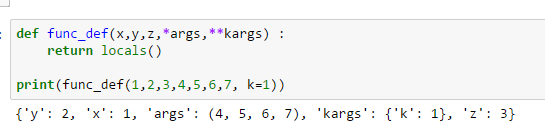 def func_def(x,y,z,*args,**kargs) :
    return locals()
print(func_def(1,2,3,4,5,6,7, k=1))
{'y': 2, 'x': 1, 'args': (4, 5, 6, 7), 'kargs': {'k': 1}, 'z': 3}